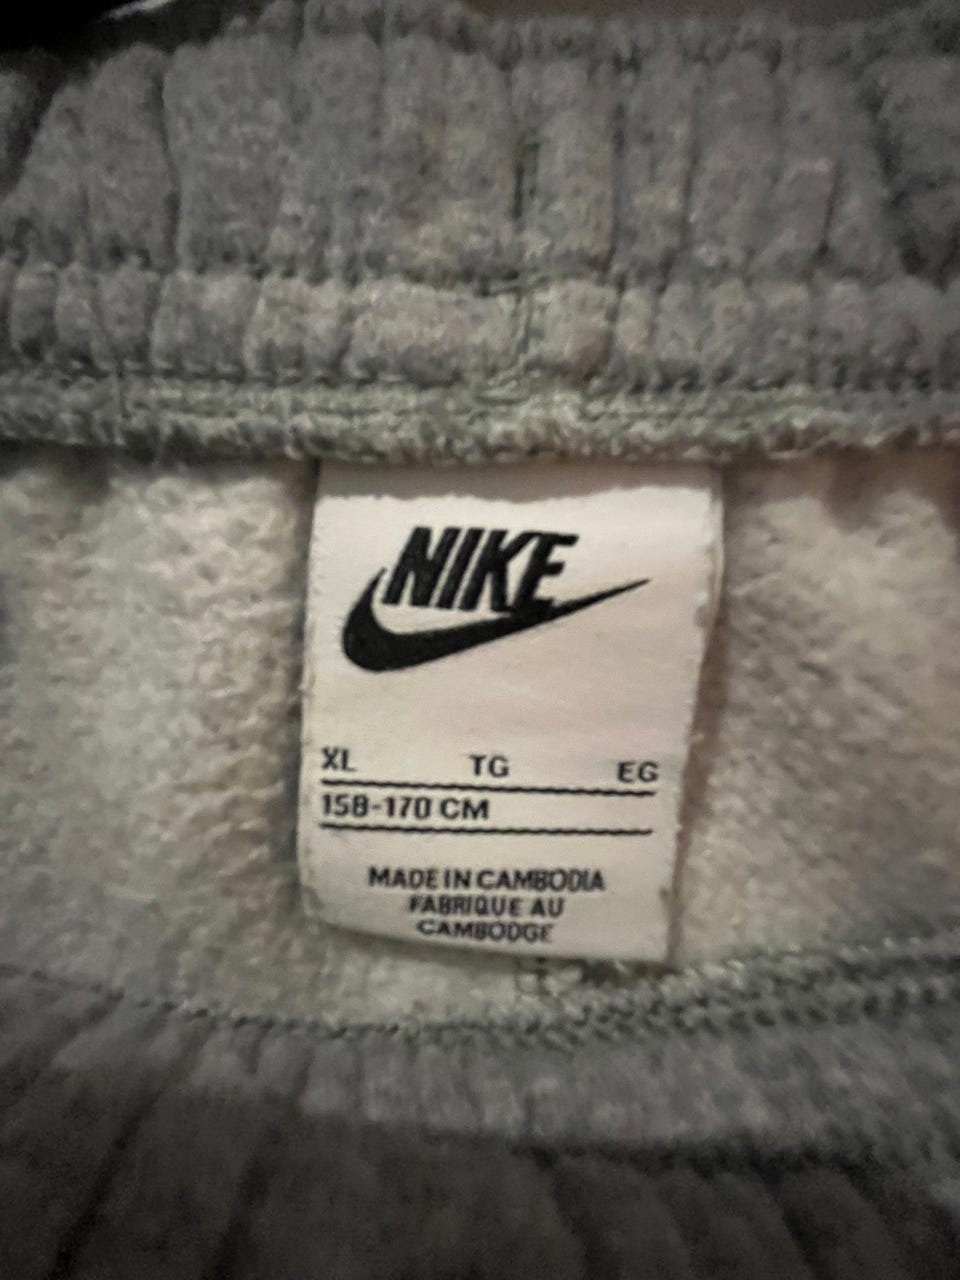 NIKE
XL TG EG
158-170 CM
MADE IN CAMBODIA
FABRIQUE AU
CAMBODGE